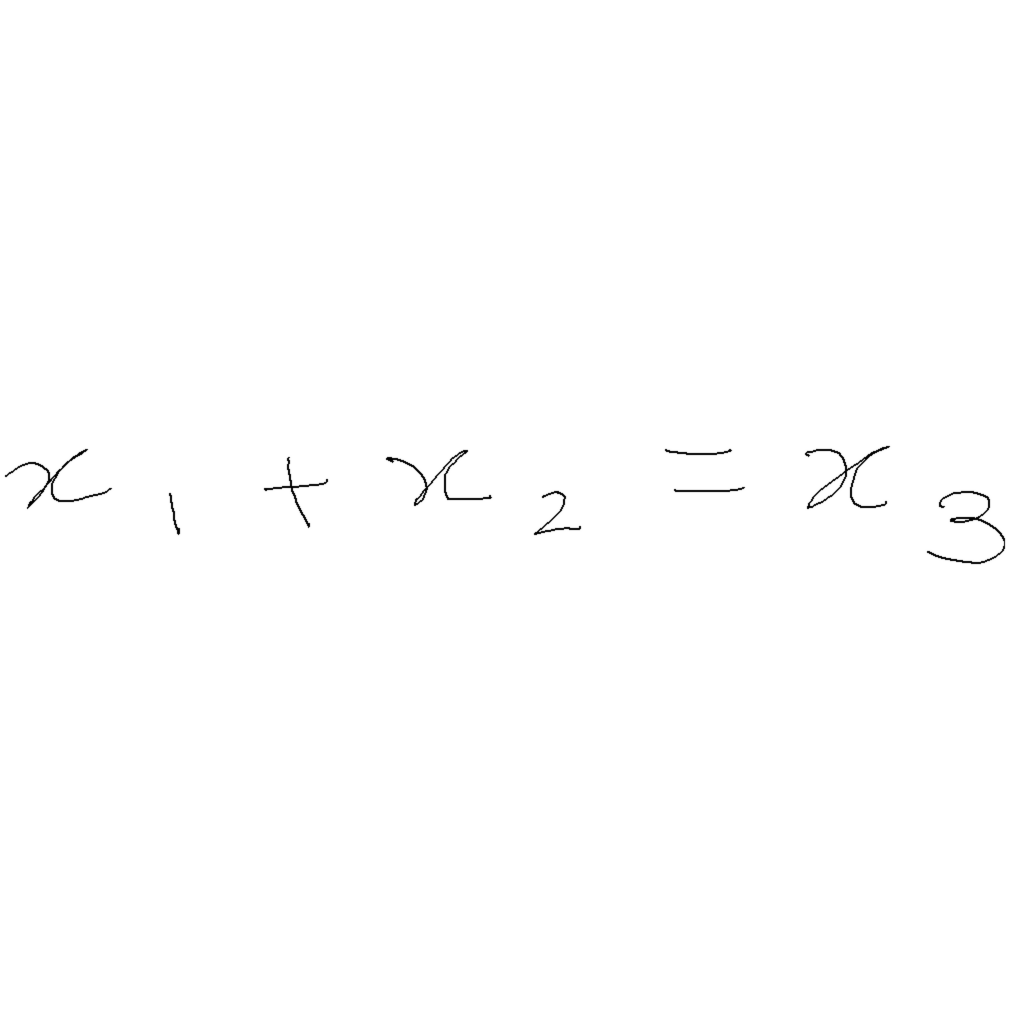 x₁ + x₂ = x₃